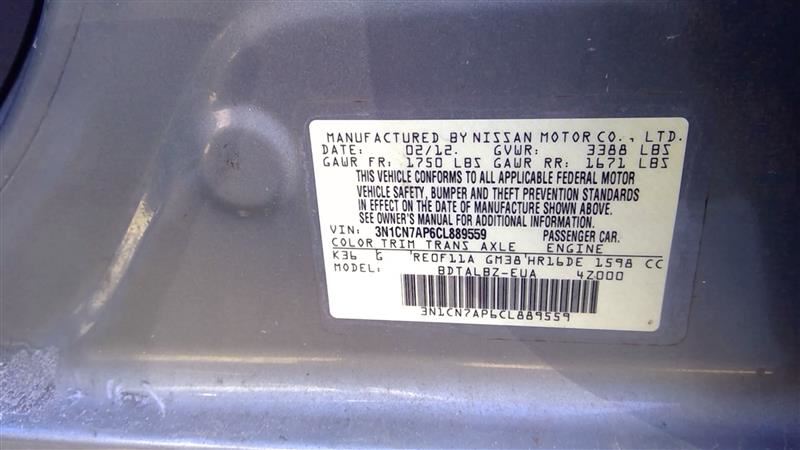 MANUFACTURED BY NISSAN MOTOR CO., LTD.
DATE: 02/12. GVWR: 3388 LBS
GAWR FR: 1750 LBS GAWR RR: 1671 LBS
THIS VEHICLE CONFORMS TO ALL APPLICABLE FEDERAL MOTOR
VEHICLE SAFETY, BUMPER AND THEFT PREVENTION STANDARDS
IN EFFECT ON THE DATE OF MANUFACTURE SHOWN ABOVE.
SEE OWNER'S MANUAL FOR ADDITIONAL INFORMATION.
VIN: 3N1CN7AP6CL889559 PASSENGER CAR.
COLOR TRIM TRANS AXLE ENGINE
K36 G 'RE0F11A GM38'HR16DE 1598 CC
MODEL: BDTALBZ-EUA 4Z000
3N1CN7AP6CL889559